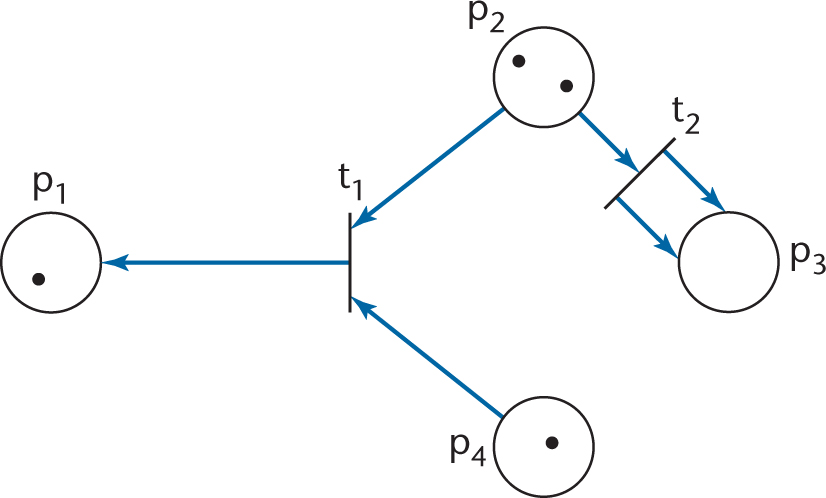 p₂
t₂
t₁
p₁
p₃
p₄